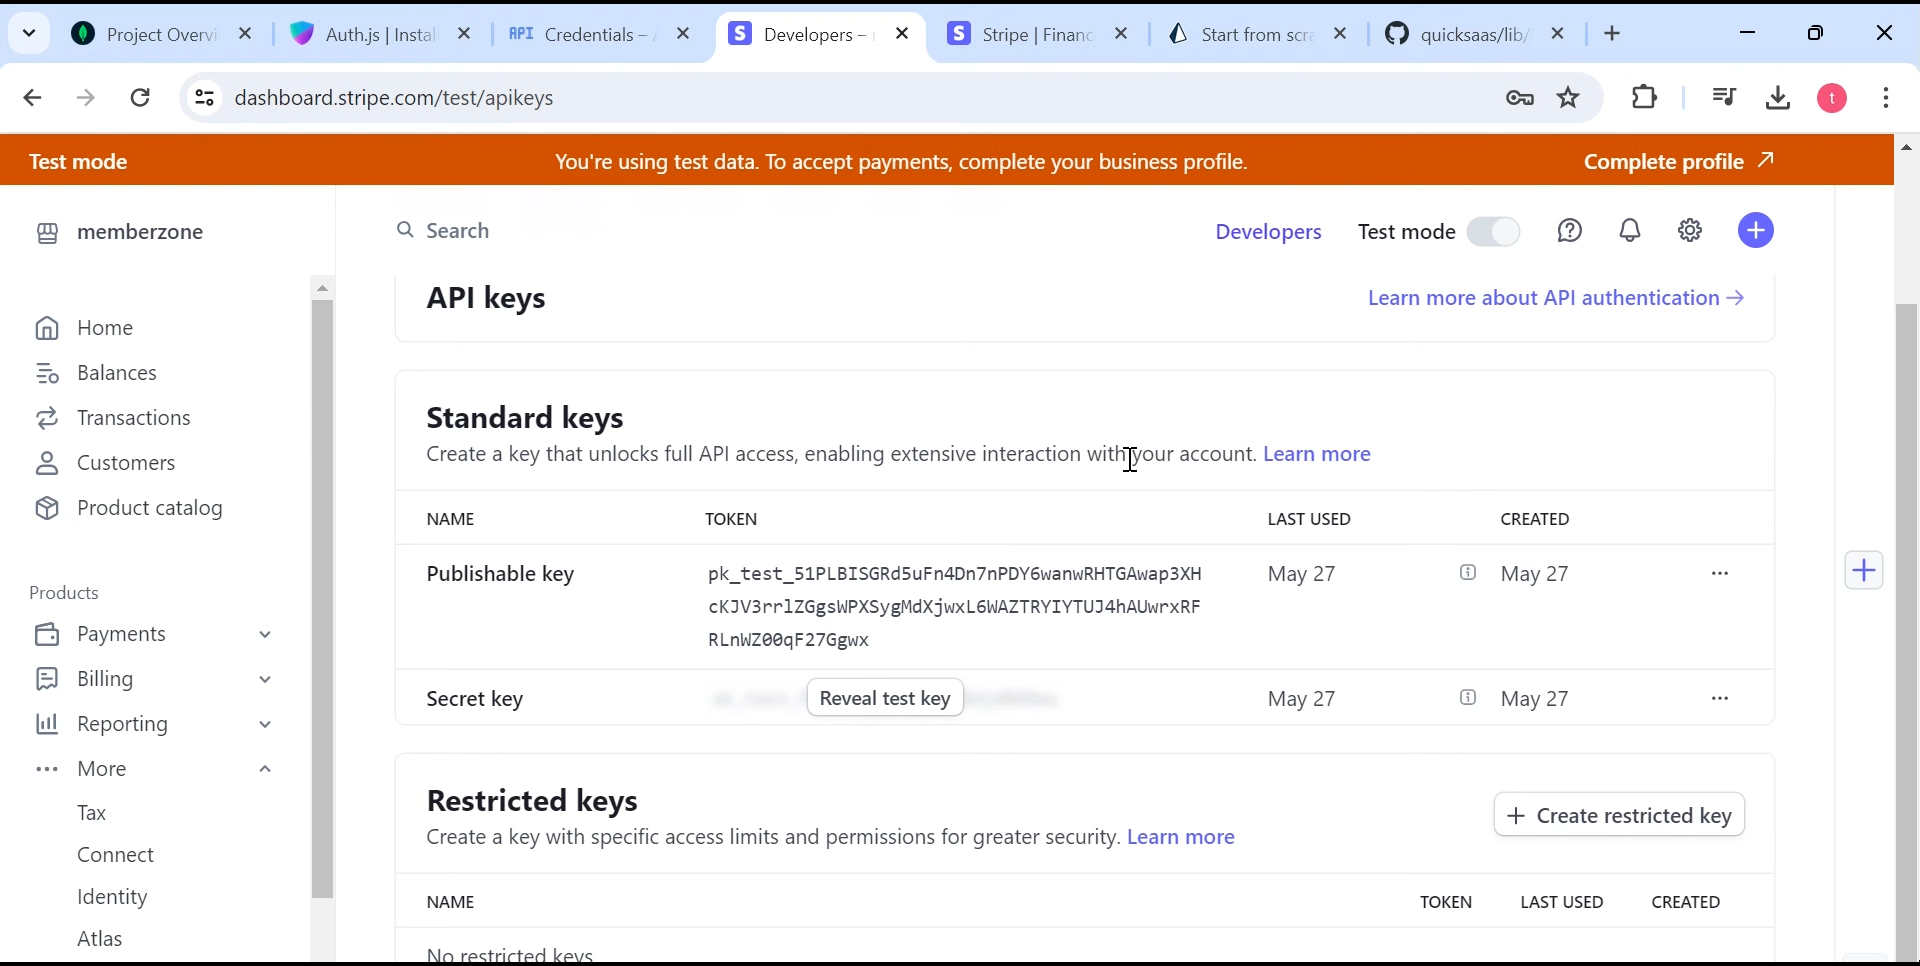 Project Overvi
Auth.js | Instal
API Credentials – A
Developers –
Stripe | Financ
Start from scra
quicksaas/lib/
dashboard.stripe.com/test/apikeys
t
Test mode
You're using test data. To accept payments, complete your business profile.
Complete profile
memberzone
Search
Developers
Test mode
Home
Balances
Transactions
Customers
Product catalog
Products
Payments
Billing
Reporting
More
Tax
Connect
Identity
Atlas
API keys
Learn more about API authentication
Standard keys
Create a key that unlocks full API access, enabling extensive interaction with your account. Learn more
NAME TOKEN LAST USED CREATED
Publishable key pk_test_51PLBISGRd5uFn4Dn7nPDY6wanwRHTGAwap3XH May 27 May 27
cKJV3rrlZGgsWPXSygMdXjwxL6WAZTRYIYTUJ4hAUwrxRF
RLnWZ00qF27Ggwx
Secret key Reveal test key May 27 May 27
Restricted keys
Create a key with specific access limits and permissions for greater security. Learn more
Create restricted key
NAME TOKEN LAST USED CREATED
No restricted keys